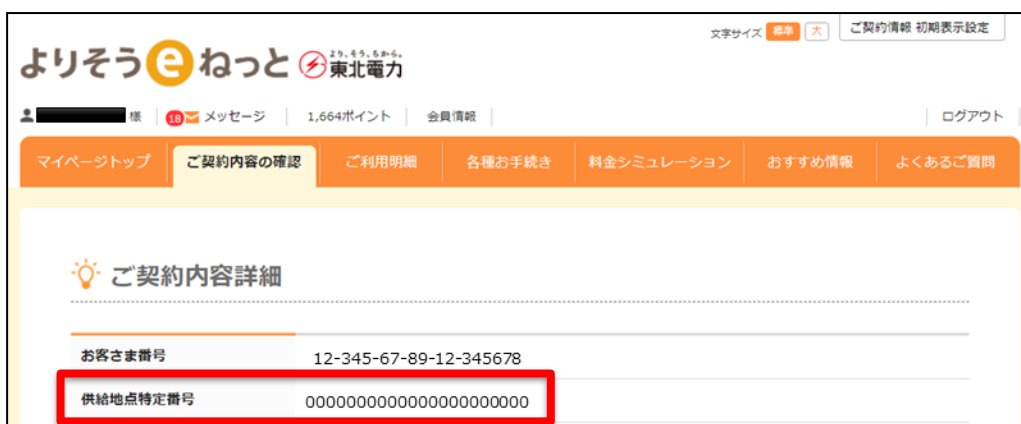 文字サイズ 標準 大 ご契約情報 初期表示設定
よりそうeねっと より、そう、ちから。 東北電力
様 18 メッセージ 1,664ポイント 会員情報 ログアウト
マイページトップ ご契約内容の確認 ご利用明細 各種お手続き 料金シミュレーション おすすめ情報 よくあるご質問
ご契約内容詳細
お客さま番号 12-345-67-89-12-345678
供給地点特定番号 0000000000000000000000